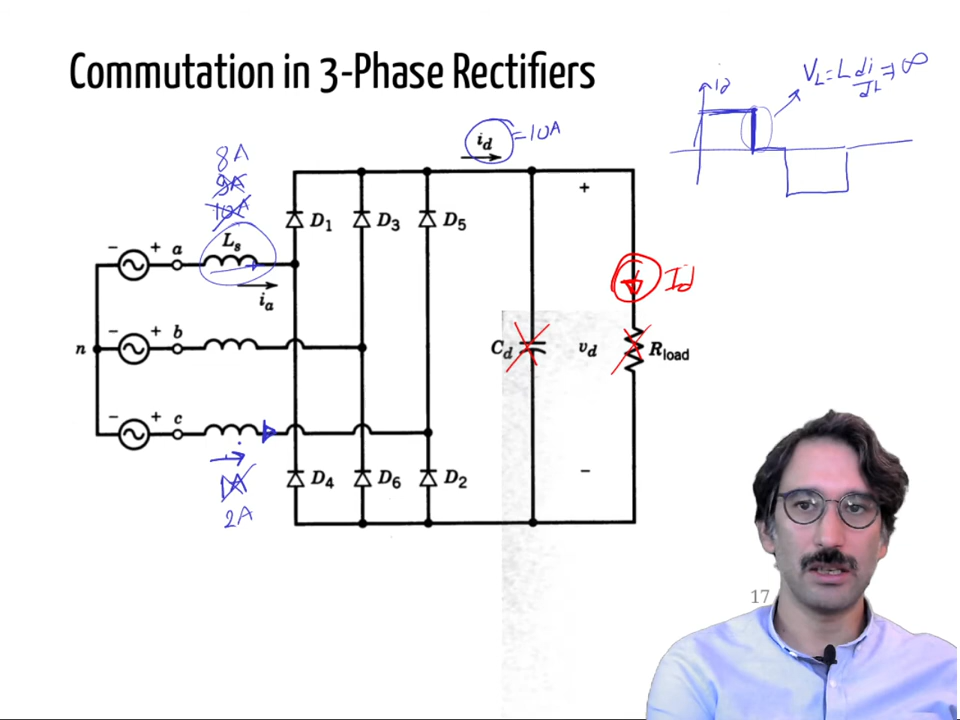 Commutation in 3-Phase Rectifiers
id
VL = L di/dt ⇒ ∞
id = 10A
8A
9A
10A
Ls
D1 D3 D5
+
- + a
ia
Id
- + b
n
Cd vd Rload
- + c
1A
2A
D4 D6 D2
-
17